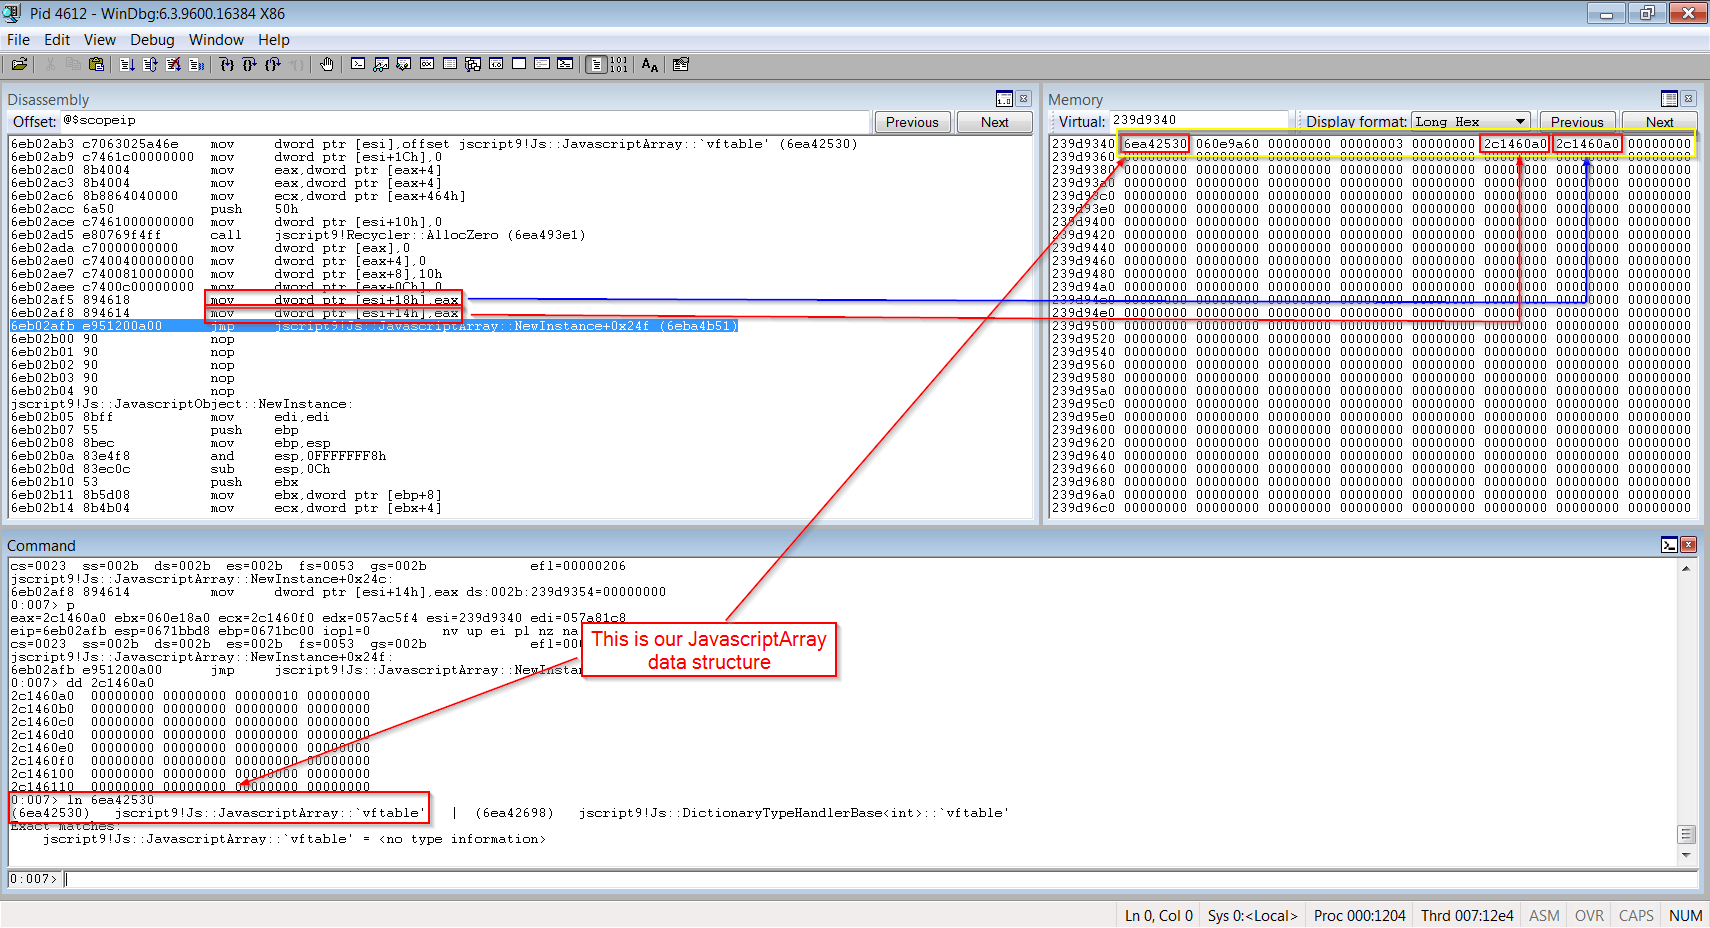 Pid 4612 - WinDbg:6.3.9600.16384 X86
File Edit View Debug Window Help
Disassembly
Offset: @$scopeip Previous Next
6eb02ab3 c7063025a46e mov dword ptr [esi],offset jscript9!Js::JavascriptArray::`vftable' (6ea42530)
6eb02ab9 c7461c00000000 mov dword ptr [esi+1Ch],0
6eb02ac0 8b4004 mov eax,dword ptr [eax+4]
6eb02ac3 8b4004 mov eax,dword ptr [eax+4]
6eb02ac6 8b8864040000 mov ecx,dword ptr [eax+464h]
6eb02acc 6a50 push 50h
6eb02ace c7461000000000 mov dword ptr [esi+10h],0
6eb02ad5 e80769f4ff call jscript9!Recycler::AllocZero (6ea493e1)
6eb02ada c70000000000 mov dword ptr [eax],0
6eb02ae0 c7400400000000 mov dword ptr [eax+4],0
6eb02ae7 c7400810000000 mov dword ptr [eax+8],10h
6eb02aee c7400c00000000 mov dword ptr [eax+0Ch],0
6eb02af5 894618 mov dword ptr [esi+18h],eax
6eb02af8 894614 mov dword ptr [esi+14h],eax
6eb02afb e951200a00 jmp jscript9!Js::JavascriptArray::NewInstance+0x24f (6eba4b51)
6eb02b00 90 nop
6eb02b01 90 nop
6eb02b02 90 nop
6eb02b03 90 nop
6eb02b04 90 nop
jscript9!Js::JavascriptObject::NewInstance:
6eb02b05 8bff mov edi,edi
6eb02b07 55 push ebp
6eb02b08 8bec mov ebp,esp
6eb02b0a 83e4f8 and esp,0FFFFFFF8h
6eb02b0d 83ec0c sub esp,0Ch
6eb02b10 53 push ebx
6eb02b11 8b5d08 mov ebx,dword ptr [ebp+8]
6eb02b14 8b4b04 mov ecx,dword ptr [ebx+4]
Memory
Virtual: 239d9340 Display format: Long Hex Previous Next
239d9340 6ea42530 060e9a60 00000000 00000003 00000000 2c1460a0 2c1460a0 00000000
239d9360 00000000 00000000 00000000 00000000 00000000 00000000 00000000 00000000
239d9380 00000000 00000000 00000000 00000000 00000000 00000000 00000000 00000000
239d93a0 00000000 00000000 00000000 00000000 00000000 00000000 00000000 00000000
239d93c0 00000000 00000000 00000000 00000000 00000000 00000000 00000000 00000000
239d93e0 00000000 00000000 00000000 00000000 00000000 00000000 00000000 00000000
239d9400 00000000 00000000 00000000 00000000 00000000 00000000 00000000 00000000
239d9420 00000000 00000000 00000000 00000000 00000000 00000000 00000000 00000000
239d9440 00000000 00000000 00000000 00000000 00000000 00000000 00000000 00000000
239d9460 00000000 00000000 00000000 00000000 00000000 00000000 00000000 00000000
239d9480 00000000 00000000 00000000 00000000 00000000 00000000 00000000 00000000
239d94a0 00000000 00000000 00000000 00000000 00000000 00000000 00000000 00000000
239d94c0 00000000 00000000 00000000 00000000 00000000 00000000 00000000 00000000
239d94e0 00000000 00000000 00000000 00000000 00000000 00000000 00000000 00000000
239d9500 00000000 00000000 00000000 00000000 00000000 00000000 00000000 00000000
239d9520 00000000 00000000 00000000 00000000 00000000 00000000 00000000 00000000
239d9540 00000000 00000000 00000000 00000000 00000000 00000000 00000000 00000000
239d9560 00000000 00000000 00000000 00000000 00000000 00000000 00000000 00000000
239d9580 00000000 00000000 00000000 00000000 00000000 00000000 00000000 00000000
239d95a0 00000000 00000000 00000000 00000000 00000000 00000000 00000000 00000000
239d95c0 00000000 00000000 00000000 00000000 00000000 00000000 00000000 00000000
239d95e0 00000000 00000000 00000000 00000000 00000000 00000000 00000000 00000000
239d9600 00000000 00000000 00000000 00000000 00000000 00000000 00000000 00000000
239d9620 00000000 00000000 00000000 00000000 00000000 00000000 00000000 00000000
239d9640 00000000 00000000 00000000 00000000 00000000 00000000 00000000 00000000
239d9660 00000000 00000000 00000000 00000000 00000000 00000000 00000000 00000000
239d9680 00000000 00000000 00000000 00000000 00000000 00000000 00000000 00000000
239d96a0 00000000 00000000 00000000 00000000 00000000 00000000 00000000 00000000
239d96c0 00000000 00000000 00000000 00000000 00000000 00000000 00000000 00000000
Command
cs=0023 ss=002b ds=002b es=002b fs=0053 gs=002b efl=00000206
jscript9!Js::JavascriptArray::NewInstance+0x24c:
6eb02af8 894614 mov dword ptr [esi+14h],eax ds:002b:239d9354=00000000
0:007> p
eax=2c1460a0 ebx=060e18a0 ecx=2c1460f0 edx=057ac5f4 esi=239d9340 edi=057a81c8
eip=6eb02afb esp=0671bbd8 ebp=0671bc00 iopl=0 nv up ei pl nz na
cs=0023 ss=002b ds=002b es=002b fs=0053 gs=002b efl=000
jscript9!Js::JavascriptArray::NewInstance+0x24f:
6eb02afb e951200a00 jmp jscript9!Js::JavascriptArray::NewInst
0:007> dd 2c1460a0
2c1460a0 00000000 00000000 00000010 00000000
2c1460b0 00000000 00000000 00000000 00000000
2c1460c0 00000000 00000000 00000000 00000000
2c1460d0 00000000 00000000 00000000 00000000
2c1460e0 00000000 00000000 00000000 00000000
2c1460f0 00000000 00000000 00000000 00000000
2c146100 00000000 00000000 00000000 00000000
2c146110 00000000 00000000 00000000 00000000
0:007> ln 6ea42530
(6ea42530) jscript9!Js::JavascriptArray::`vftable' | (6ea42698) jscript9!Js::DictionaryTypeHandlerBase<int>::`vftable'
Exact matches:
jscript9!Js::JavascriptArray::`vftable' = <no type information>
This is our JavascriptArray
data structure
0:007>
Ln 0, Col 0 Sys 0:<Local> Proc 000:1204 Thrd 007:12e4 ASM OVR CAPS NUM